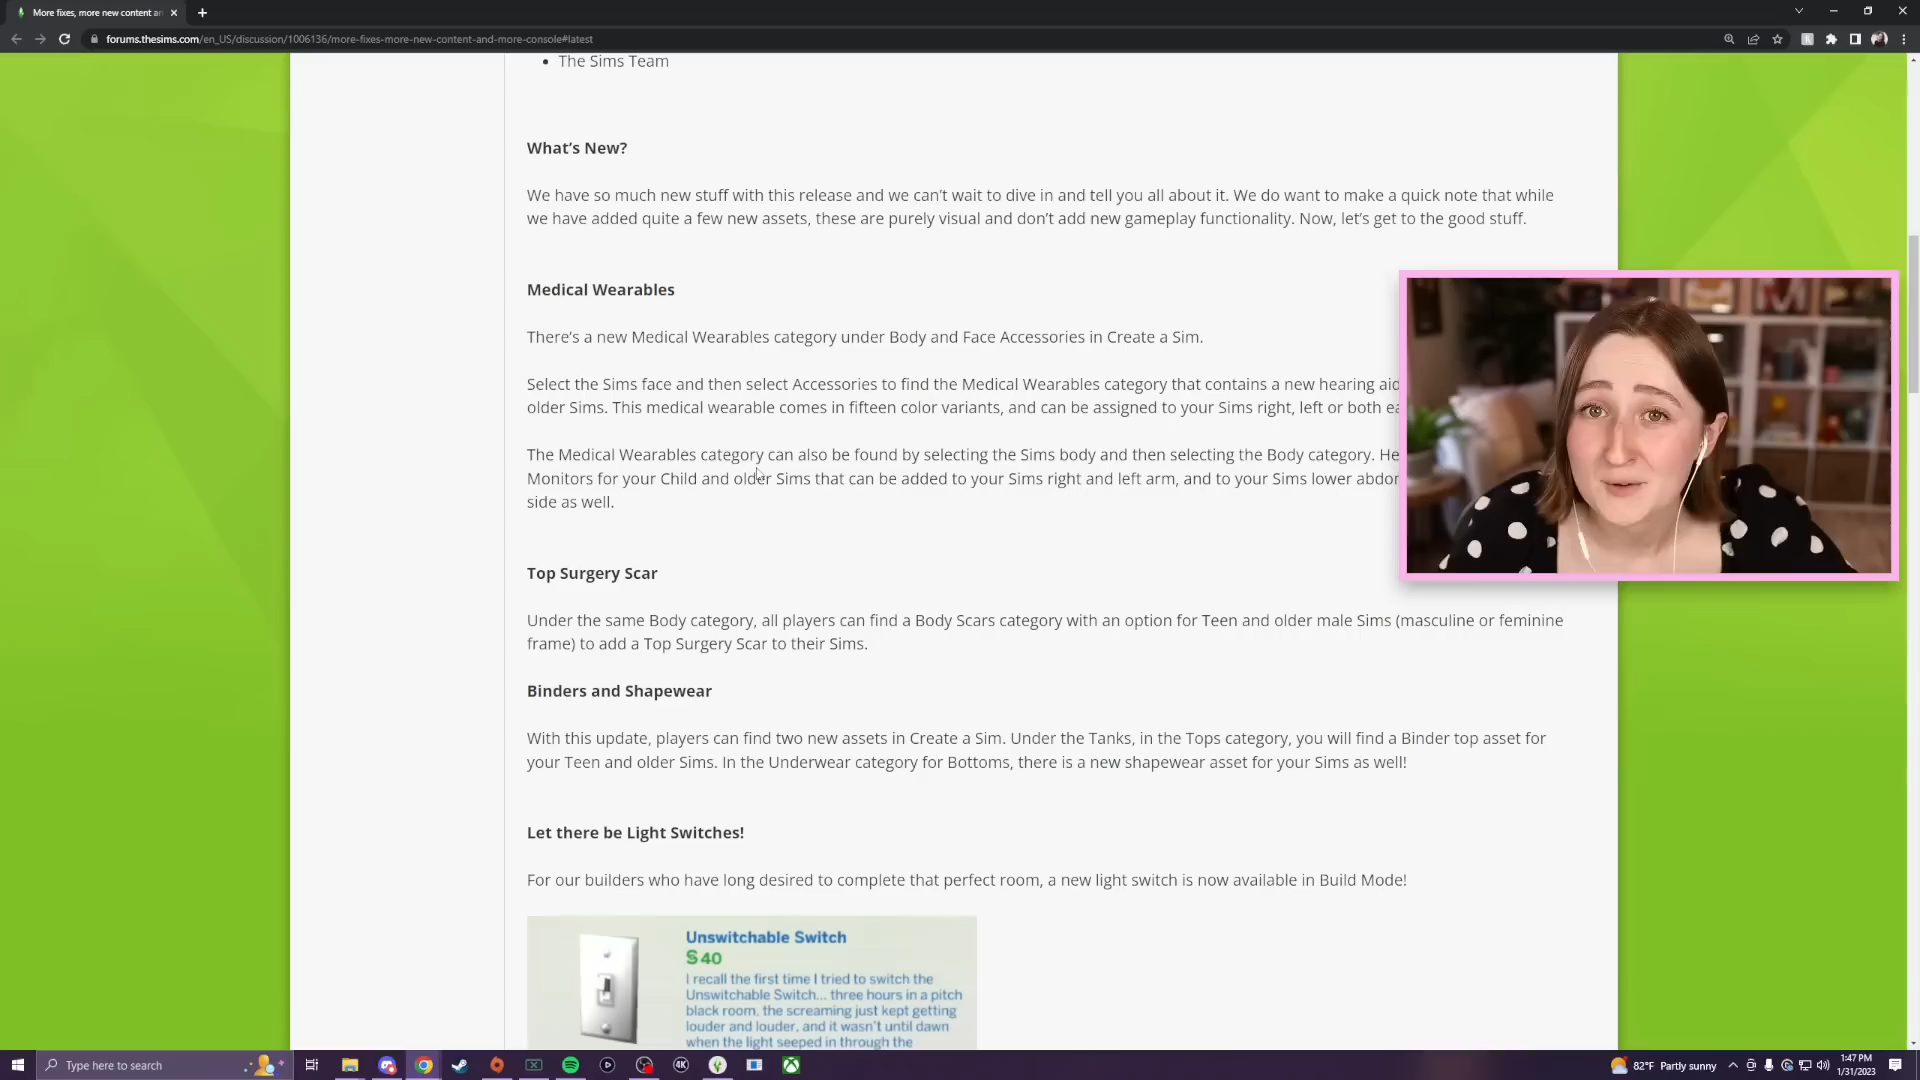 More fixes, more new content an
forums.thesims.com/en_US/discussion/1006136/more-fixes-more-new-content-and-more-console#latest
The Sims Team
What's New?
We have so much new stuff with this release and we can't wait to dive in and tell you all about it. We do want to make a quick note that while
we have added quite a few new assets, these are purely visual and don't add new gameplay functionality. Now, let's get to the good stuff.
Medical Wearables
There's a new Medical Wearables category under Body and Face Accessories in Create a Sim.
Select the Sims face and then select Accessories to find the Medical Wearables category that contains a new hearing aid
older Sims. This medical wearable comes in fifteen color variants, and can be assigned to your Sims right, left or both ea
The Medical Wearables category can also be found by selecting the Sims body and then selecting the Body category. He
Monitors for your Child and older Sims that can be added to your Sims right and left arm, and to your Sims lower abdor
side as well.
Top Surgery Scar
Under the same Body category, all players can find a Body Scars category with an option for Teen and older male Sims (masculine or feminine
frame) to add a Top Surgery Scar to their Sims.
Binders and Shapewear
With this update, players can find two new assets in Create a Sim. Under the Tanks, in the Tops category, you will find a Binder top asset for
your Teen and older Sims. In the Underwear category for Bottoms, there is a new shapewear asset for your Sims as well!
Let there be Light Switches!
For our builders who have long desired to complete that perfect room, a new light switch is now available in Build Mode!
Unswitchable Switch
§40
I recall the first time I tried to switch the
Unswitchable Switch... three hours in a pitch
black room, the screaming just kept getting
louder and louder, and it wasn't until dawn
when the light seeped in through the
Type here to search
4K
82°F Partly sunny
1:47 PM
1/31/2023